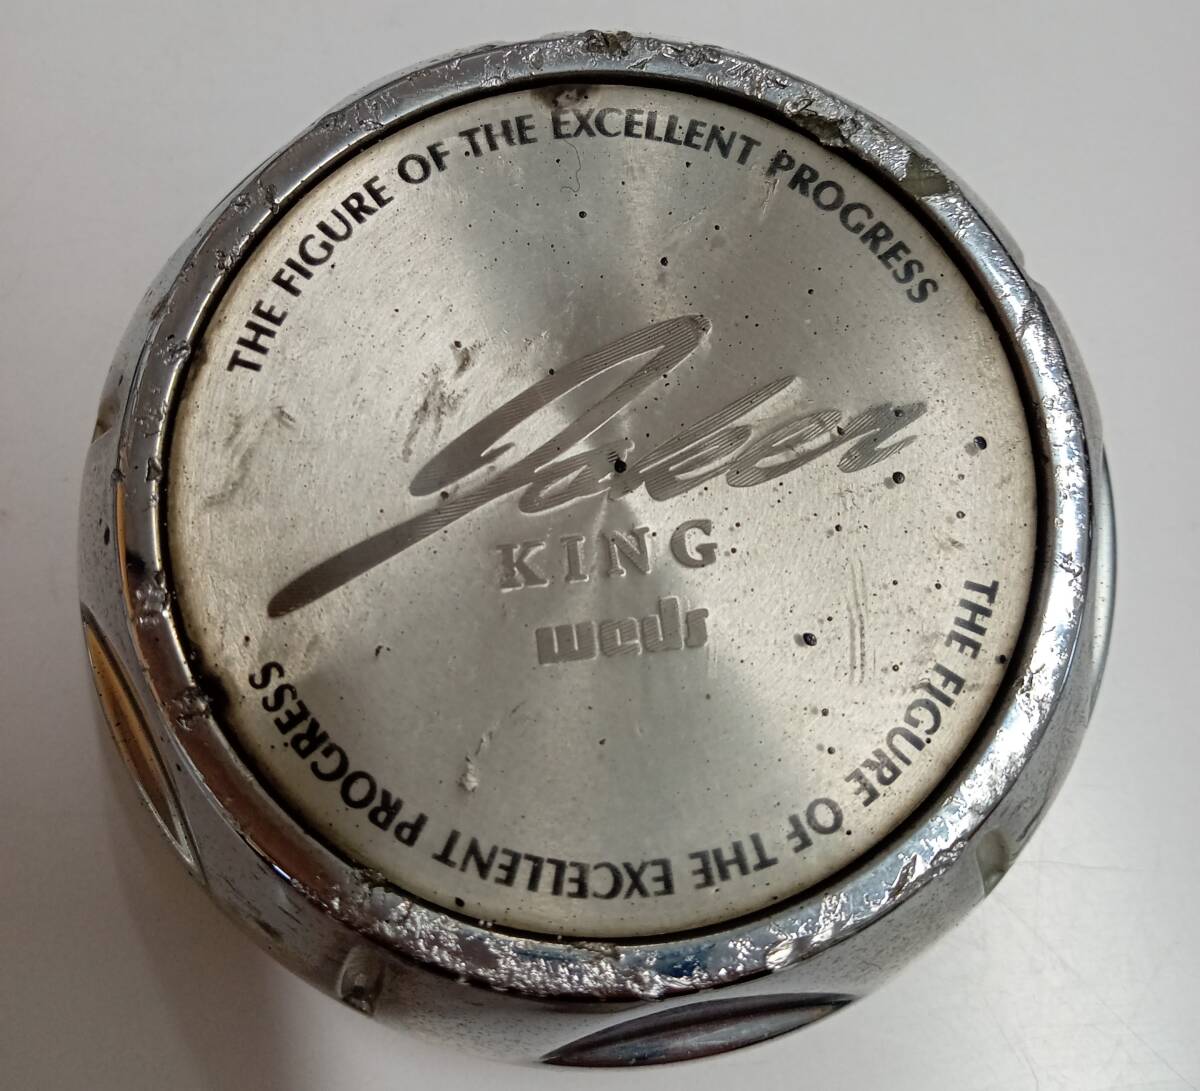 THE FIGURE OF THE EXCELLENT PROGRESS
Joker
KING
weds
THE FIGURE OF THE EXCELLENT PROGRESS